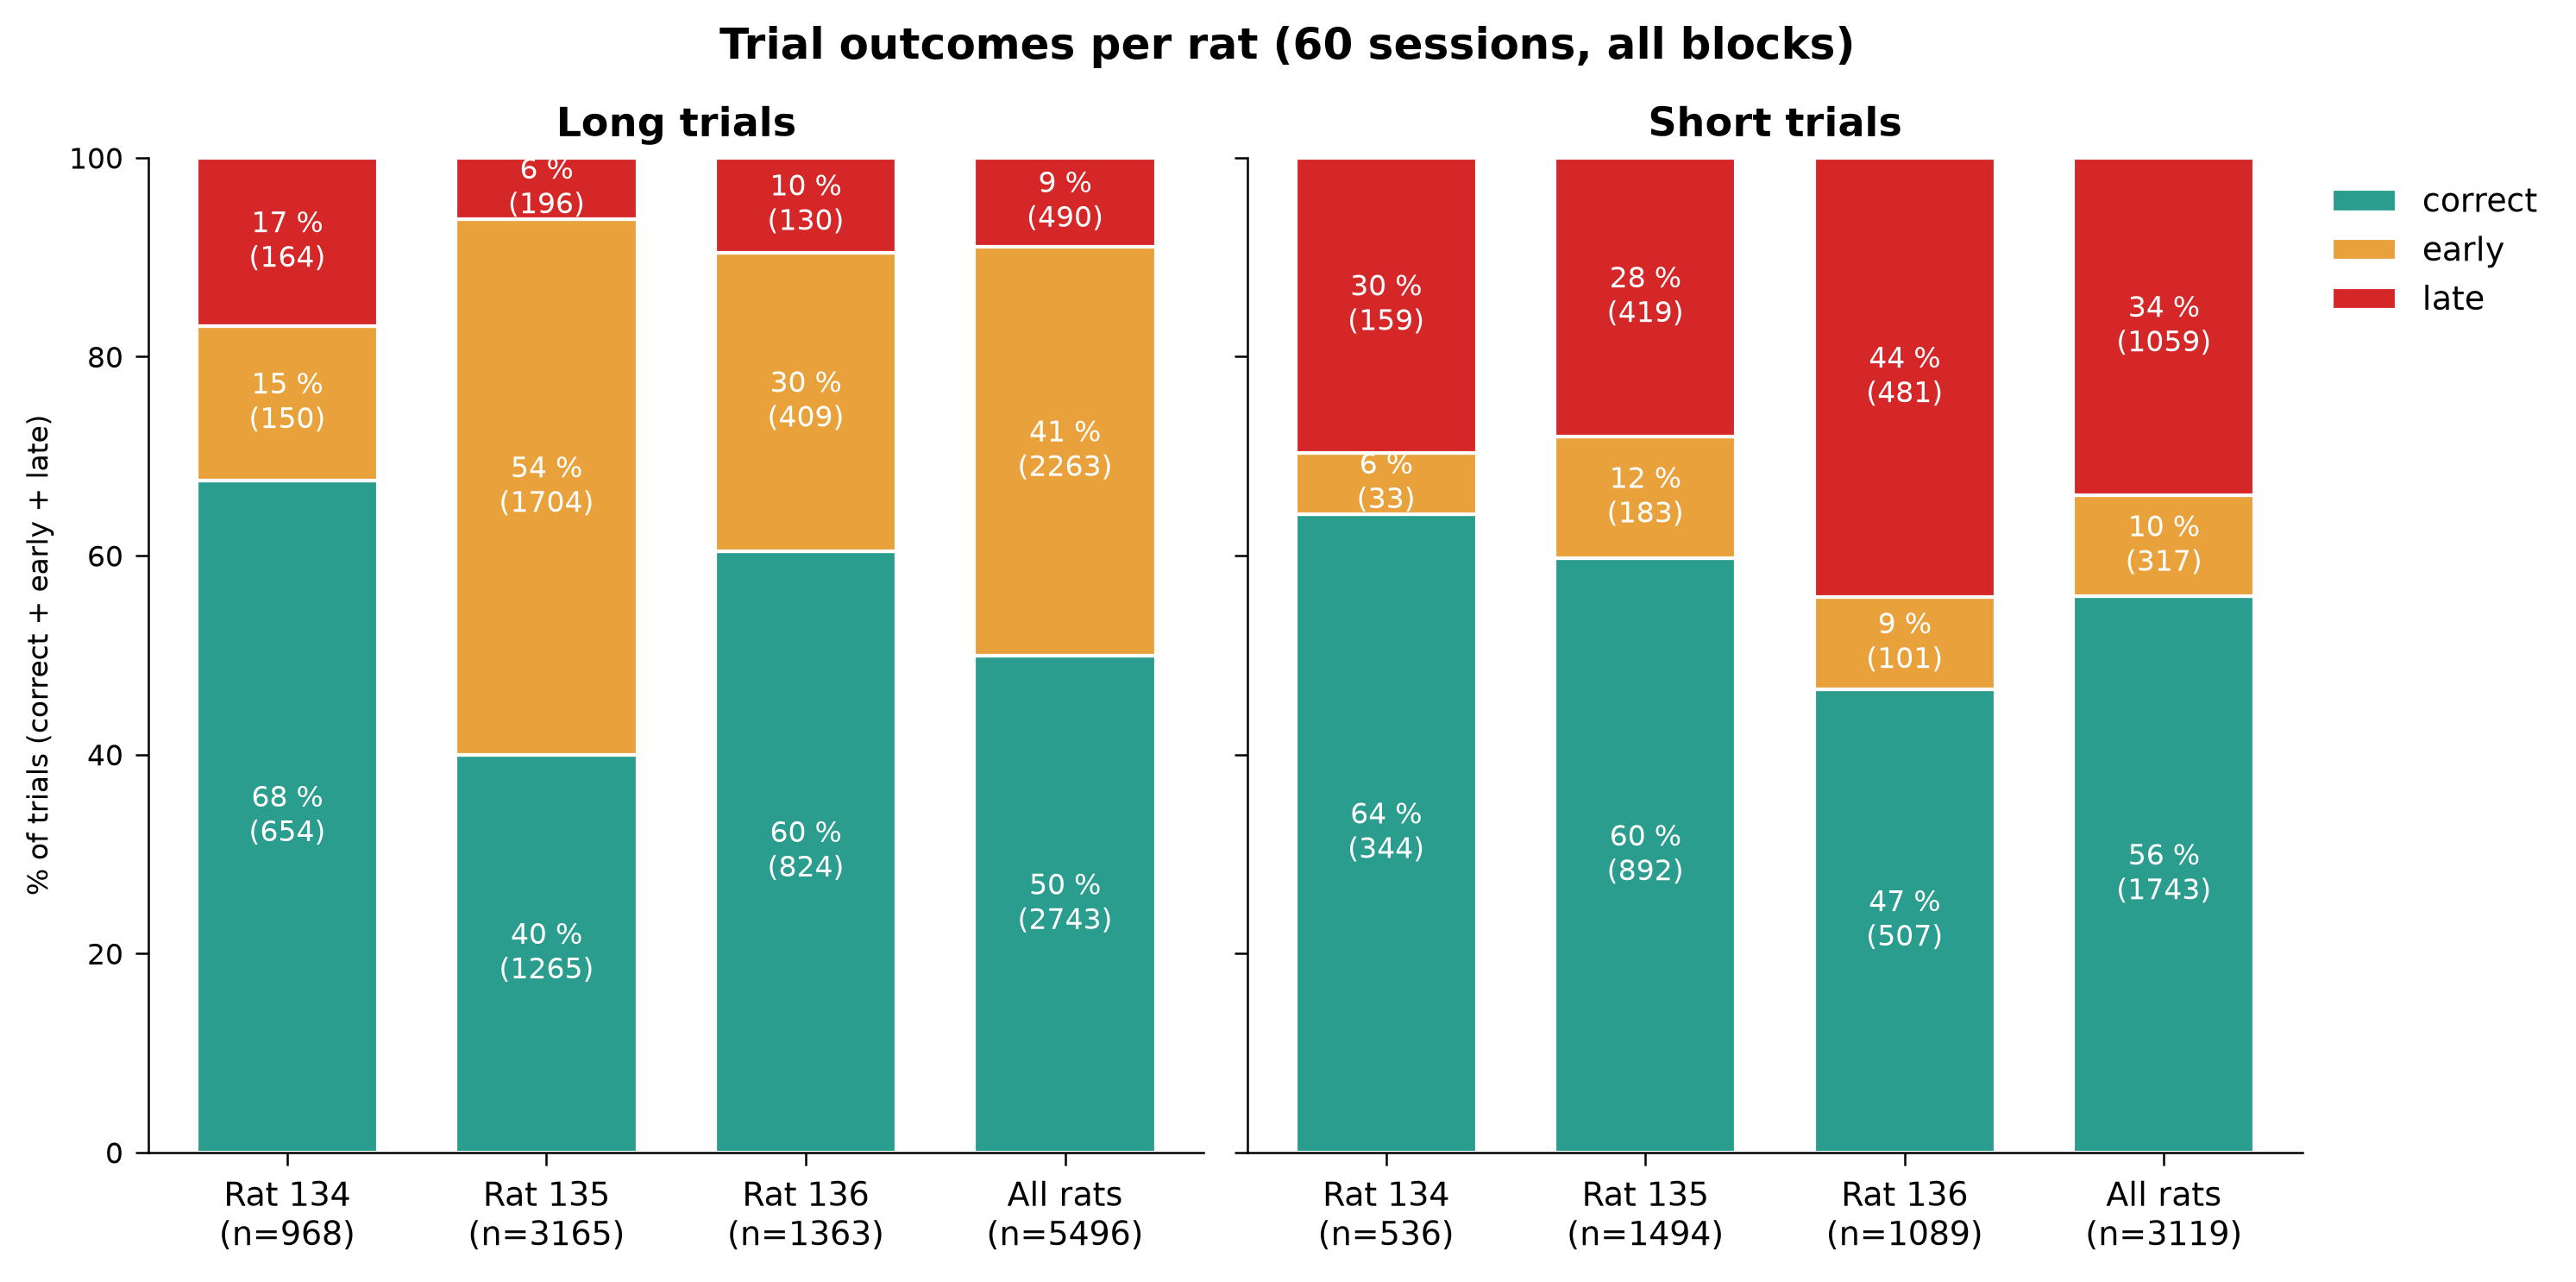 Trial outcomes per rat (60 sessions, all blocks)
Long trials
% of trials (correct + early + late)
100
80
60
40
20
0
17 %
(164)
15 %
(150)
68 %
(654)
6 %
(196)
54 %
(1704)
40 %
(1265)
10 %
(130)
30 %
(409)
60 %
(824)
9 %
(490)
41 %
(2263)
50 %
(2743)
Rat 134
(n=968)
Rat 135
(n=3165)
Rat 136
(n=1363)
All rats
(n=5496)
Short trials
30 %
(159)
6 %
(33)
64 %
(344)
28 %
(419)
12 %
(183)
60 %
(892)
44 %
(481)
9 %
(101)
47 %
(507)
34 %
(1059)
10 %
(317)
56 %
(1743)
Rat 134
(n=536)
Rat 135
(n=1494)
Rat 136
(n=1089)
All rats
(n=3119)
correct
early
late